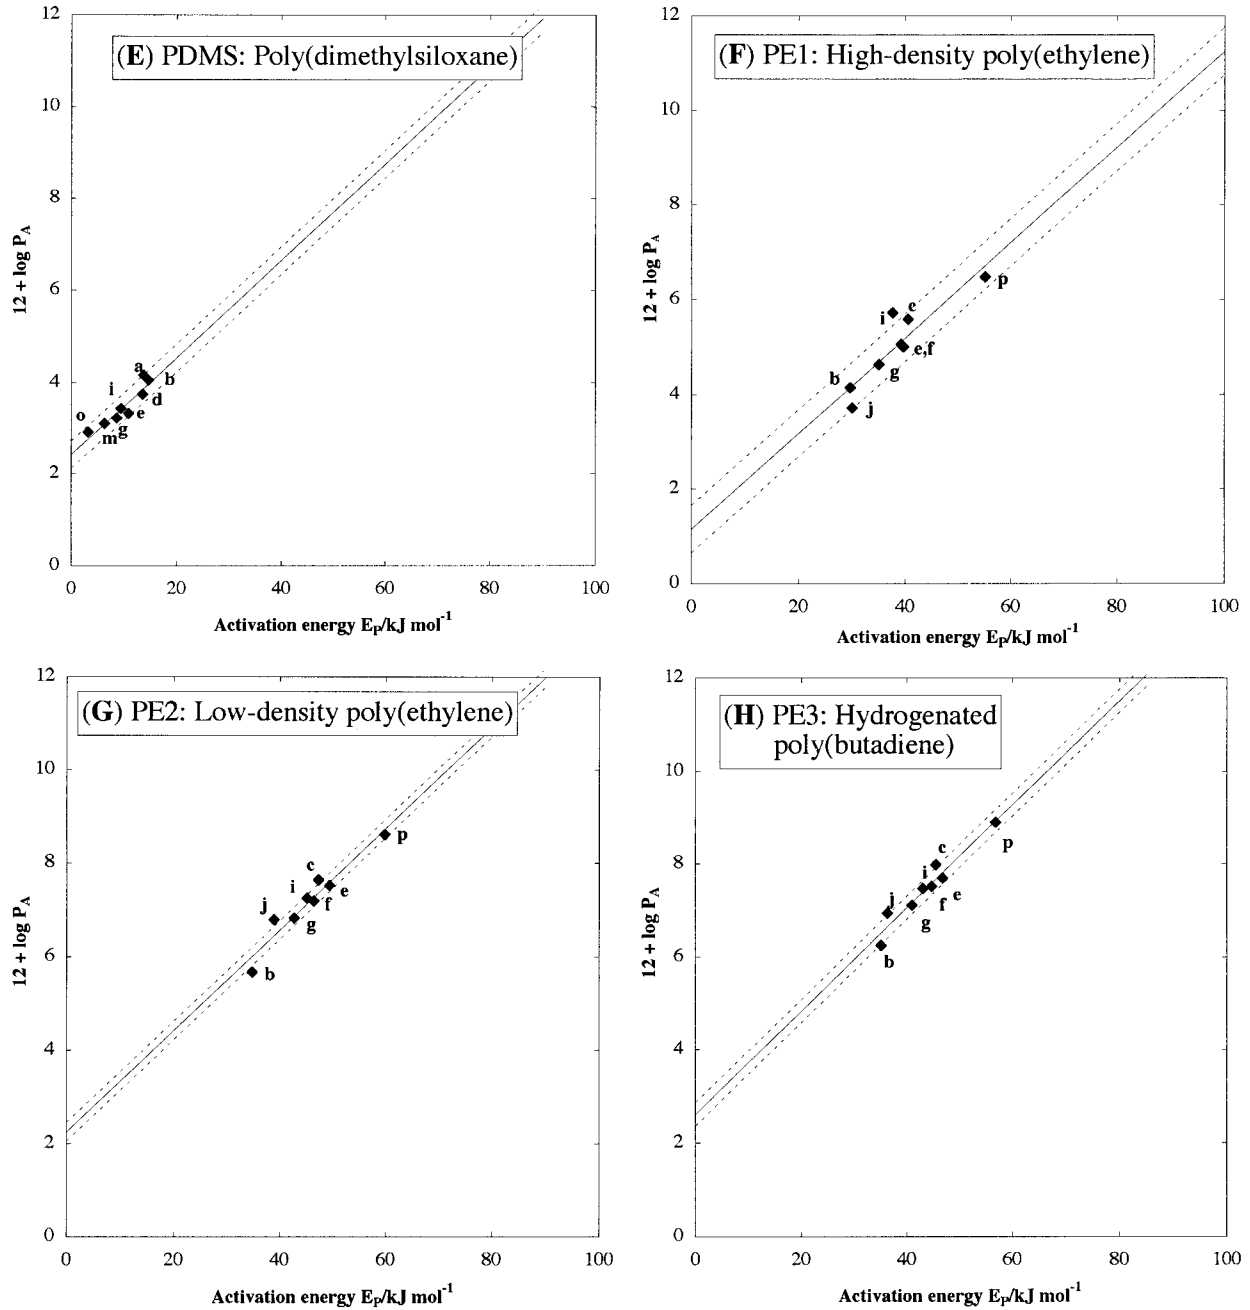 (E) PDMS: Poly(dimethylsiloxane)
12
10
8
6
4
2
0
12 + log P_A
a
b
i
d
o
e
g
m
0 20 40 60 80 100
Activation energy E_P/kJ mol^-1
(F) PE1: High-density poly(ethylene)
12
10
8
6
4
2
0
12 + log P_A
c
i
p
e,f
g
b
j
0 20 40 60 80 100
Activation energy E_P/kJ mol^-1
(G) PE2: Low-density poly(ethylene)
12
10
8
6
4
2
0
12 + log P_A
p
c
i
e
j
f
g
b
0 20 40 60 80 100
Activation energy E_P/kJ mol^-1
(H) PE3: Hydrogenated
poly(butadiene)
12
10
8
6
4
2
0
12 + log P_A
c
p
i
e
j
f
g
b
0 20 40 60 80 100
Activation energy E_P/kJ mol^-1